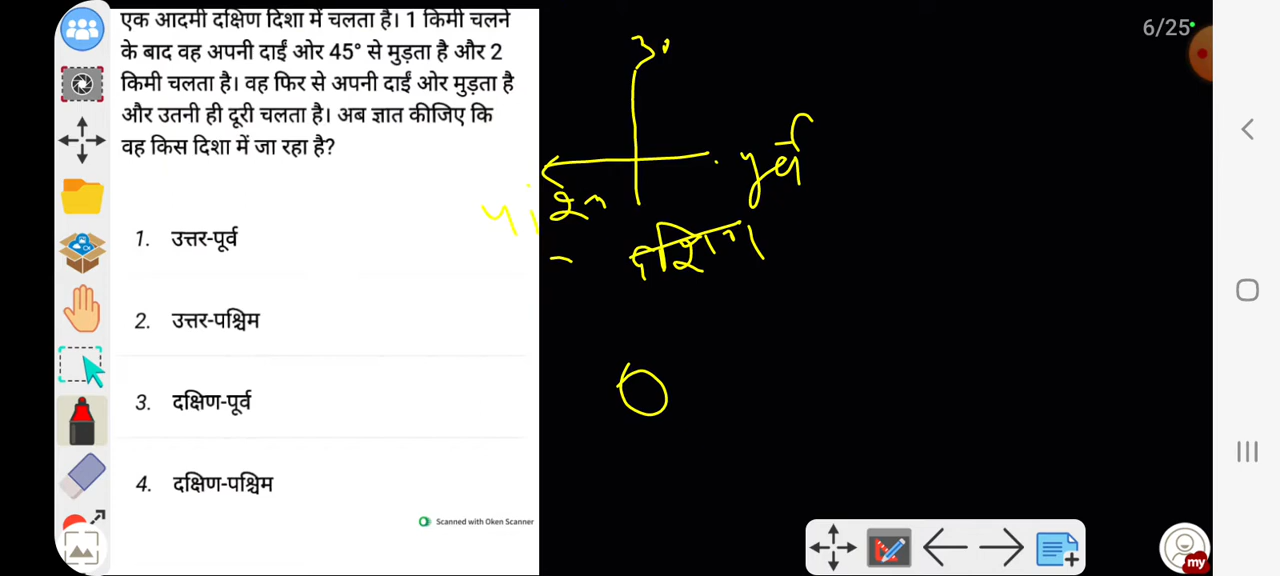 एक आदमी दक्षिण दिशा में चलता है। 1 किमी चलने
के बाद वह अपनी दाईं ओर 45° से मुड़ता है और 2
किमी चलता है। वह फिर से अपनी दाईं ओर मुड़ता है
और उतनी ही दूरी चलता है। अब ज्ञात कीजिए कि
वह किस दिशा में जा रहा है?
1. उत्तर-पूर्व
2. उत्तर-पश्चिम
3. दक्षिण-पूर्व
4. दक्षिण-पश्चिम
Scanned with Oken Scanner
6/25
उ
पूर्व
my